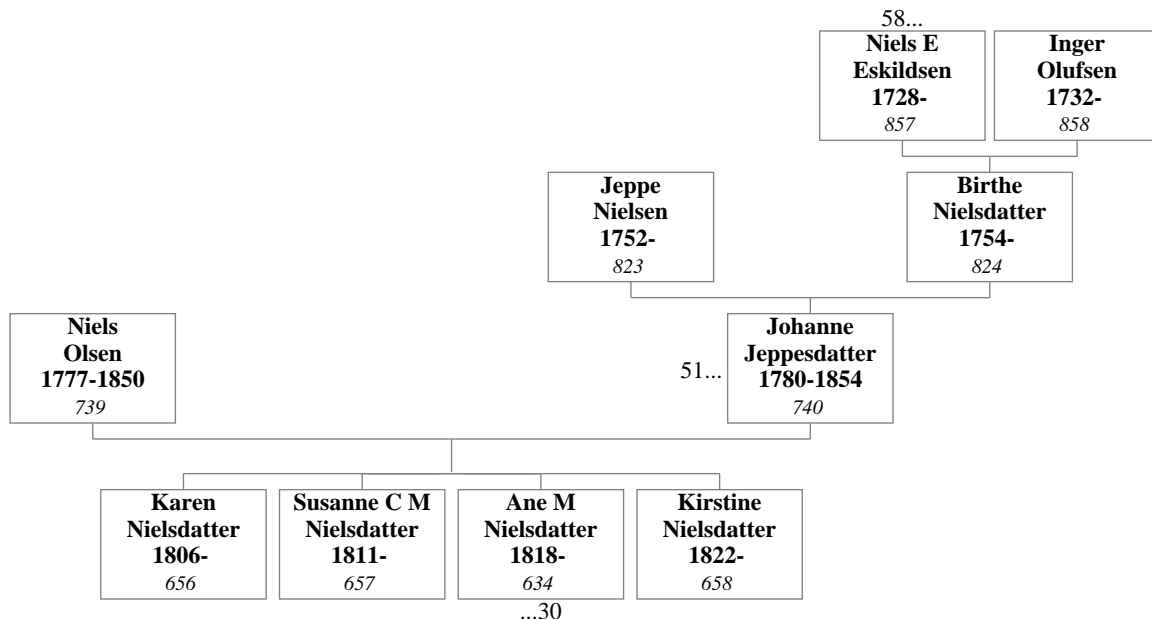 58...
Niels E
Eskildsen
1728-
857
Inger
Olufsen
1732-
858
Jeppe
Nielsen
1752-
823
Birthe
Nielsdatter
1754-
824
Niels
Olsen
1777-1850
739
51...
Johanne
Jeppesdatter
1780-1854
740
Karen
Nielsdatter
1806-
656
Susanne C M
Nielsdatter
1811-
657
Ane M
Nielsdatter
1818-
634
Kirstine
Nielsdatter
1822-
658
...30